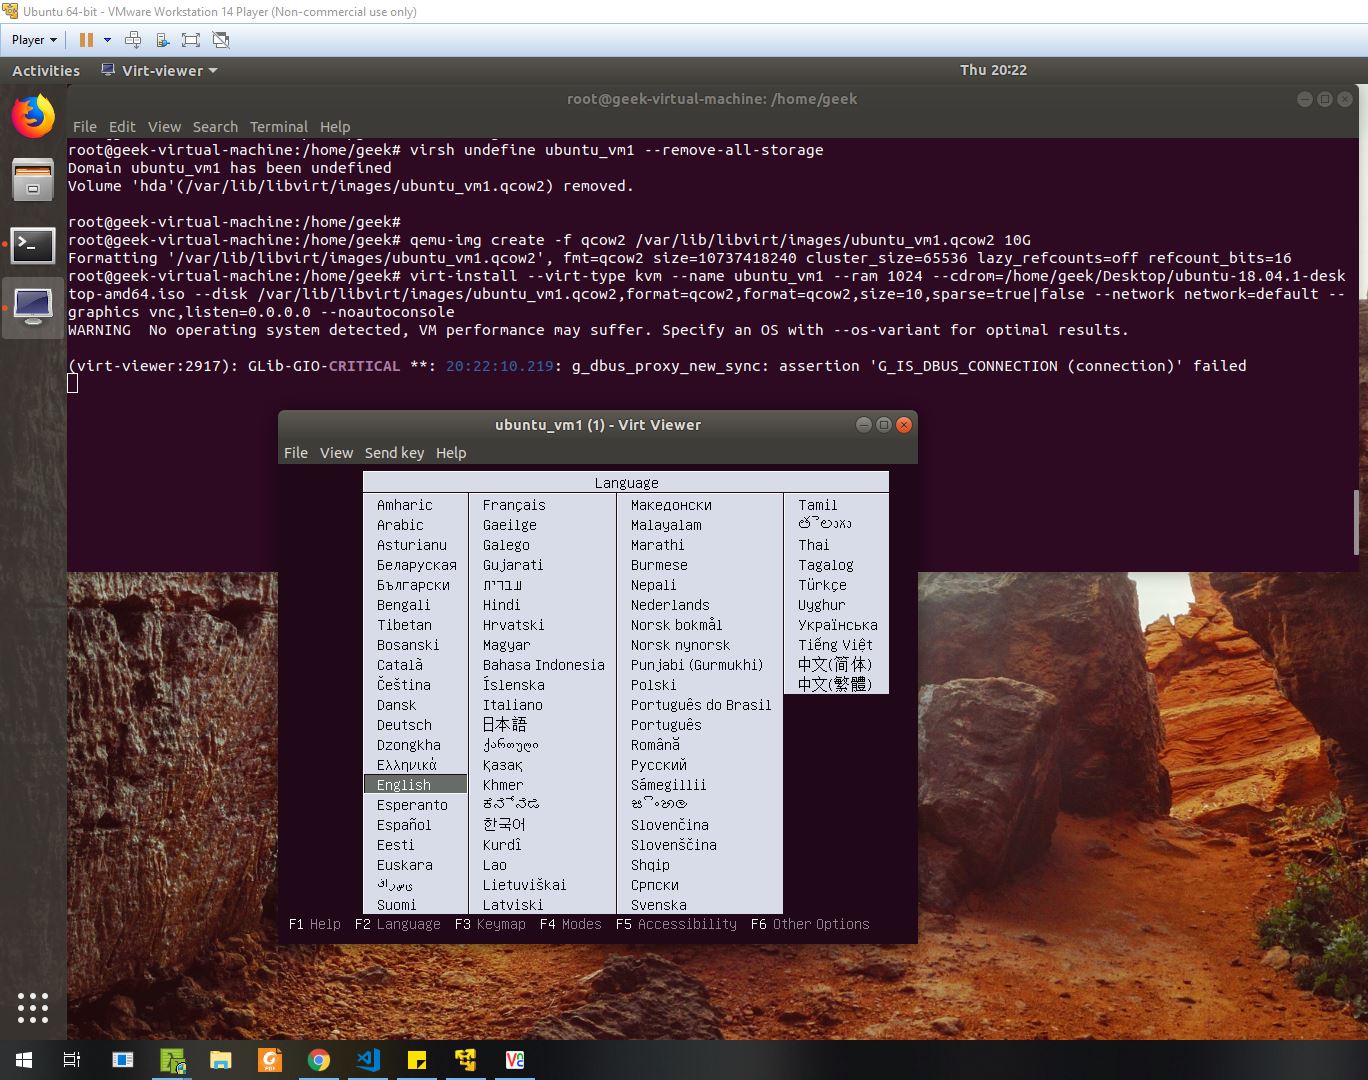 Ubuntu 64-bit - VMware Workstation 14 Player (Non-commercial use only)
Player
Activities Virt-viewer Thu 20:22
root@geek-virtual-machine: /home/geek
File Edit View Search Terminal Help
root@geek-virtual-machine:/home/geek# virsh undefine ubuntu_vm1 --remove-all-storage
Domain ubuntu_vm1 has been undefined
Volume 'hda'(/var/lib/libvirt/images/ubuntu_vm1.qcow2) removed.
root@geek-virtual-machine:/home/geek#
root@geek-virtual-machine:/home/geek# qemu-img create -f qcow2 /var/lib/libvirt/images/ubuntu_vm1.qcow2 10G
Formatting '/var/lib/libvirt/images/ubuntu_vm1.qcow2', fmt=qcow2 size=10737418240 cluster_size=65536 lazy_refcounts=off refcount_bits=16
root@geek-virtual-machine:/home/geek# virt-install --virt-type kvm --name ubuntu_vm1 --ram 1024 --cdrom=/home/geek/Desktop/ubuntu-18.04.1-desk
top-amd64.iso --disk /var/lib/libvirt/images/ubuntu_vm1.qcow2,format=qcow2,format=qcow2,size=10,sparse=true|false --network network=default --
graphics vnc,listen=0.0.0.0 --noautoconsole
WARNING  No operating system detected, VM performance may suffer. Specify an OS with --os-variant for optimal results.
(virt-viewer:2917): GLib-GIO-CRITICAL **: 20:22:10.219: g_dbus_proxy_new_sync: assertion 'G_IS_DBUS_CONNECTION (connection)' failed
ubuntu_vm1 (1) - Virt Viewer
File View Send key Help
Language
Amharic
Arabic
Asturianu
Беларуская
Български
Bengali
Tibetan
Bosanski
Català
Čeština
Dansk
Deutsch
Dzongkha
Ελληνικά
English
Esperanto
Español
Eesti
Euskara
Suomi
Français
Gaeilge
Galego
Gujarati
עברית
Hindi
Hrvatski
Magyar
Bahasa Indonesia
Íslenska
Italiano
日本語
ქართული
Қазақ
Khmer
ಕನ್ನಡ
한국어
Kurdî
Lao
Lietuviškai
Latviski
Македонски
Malayalam
Marathi
Burmese
Nepali
Nederlands
Norsk bokmål
Norsk nynorsk
Punjabi (Gurmukhi)
Polski
Português do Brasil
Português
Română
Русский
Sámegillii
සිංහල
Slovenčina
Slovenščina
Shqip
Српски
Svenska
Tamil
తెలుగు
Thai
Tagalog
Türkçe
Uyghur
Українська
Tiếng Việt
中文(简体)
中文(繁體)
F1 Help F2 Language F3 Keymap F4 Modes F5 Accessibility F6 Other Options